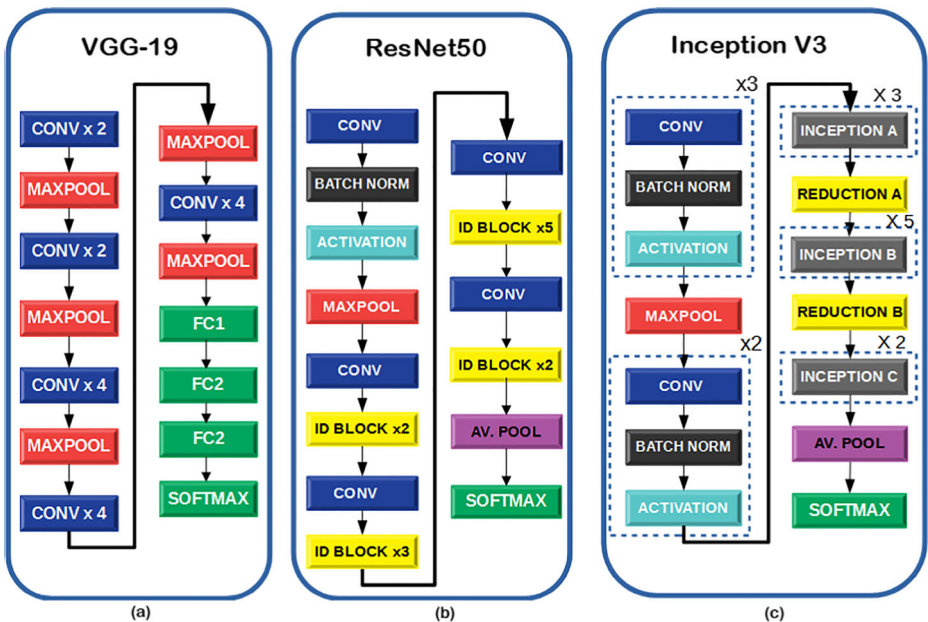 VGG-19
CONV x 2
MAXPOOL
CONV x 2
MAXPOOL
CONV x 4
MAXPOOL
CONV x 4
MAXPOOL
CONV x 4
MAXPOOL
FC1
FC2
FC2
SOFTMAX
(a)
ResNet50
CONV
BATCH NORM
ACTIVATION
MAXPOOL
CONV
ID BLOCK x2
CONV
ID BLOCK x3
CONV
ID BLOCK x5
CONV
ID BLOCK x2
AV. POOL
SOFTMAX
(b)
Inception V3
x3
CONV
BATCH NORM
ACTIVATION
MAXPOOL
x2
CONV
BATCH NORM
ACTIVATION
X 3
INCEPTION A
REDUCTION A
X 5
INCEPTION B
REDUCTION B
X 2
INCEPTION C
AV. POOL
SOFTMAX
(c)